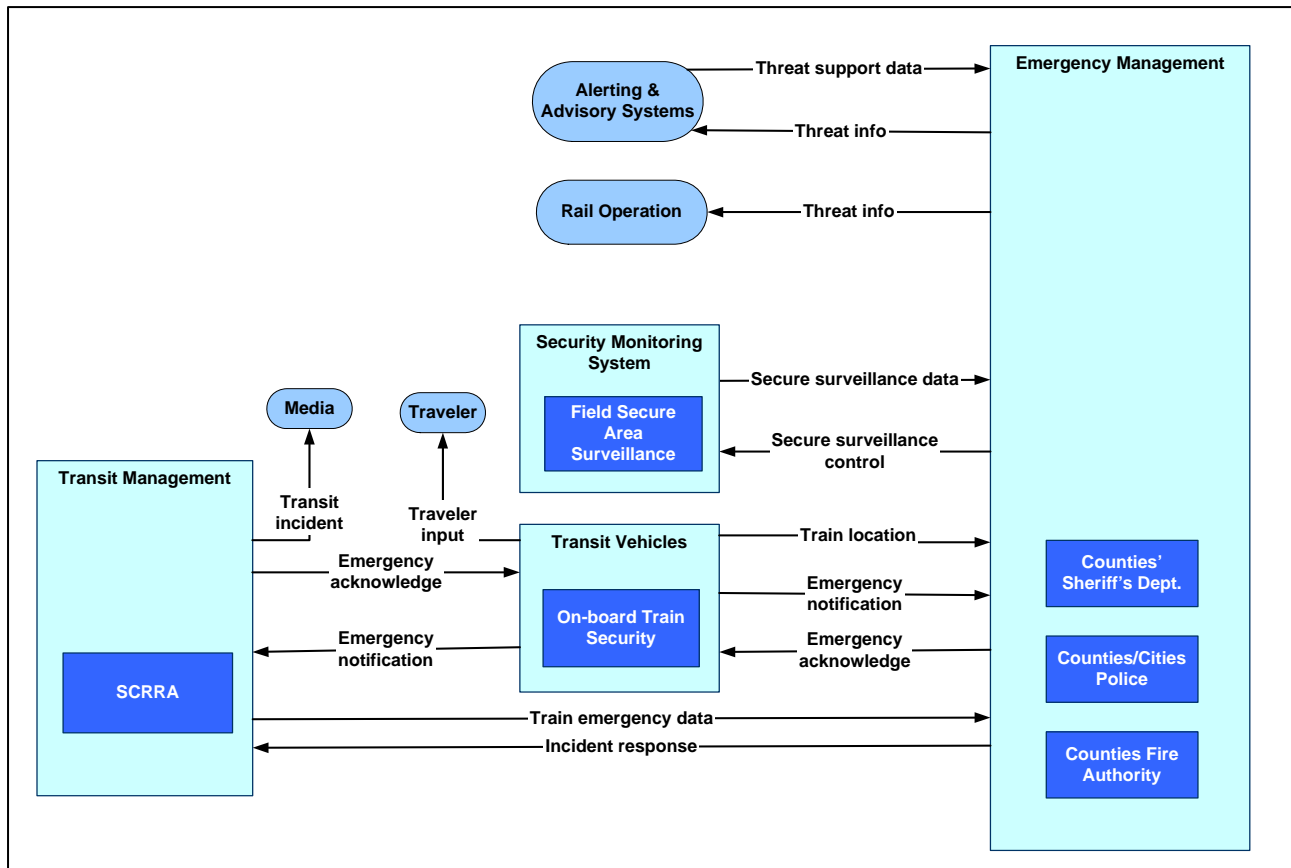 Threat support data
Emergency Management
Alerting &
Advisory Systems
Threat info
Rail Operation
Threat info
Security Monitoring
System
Secure surveillance data
Media
Traveler
Field Secure
Area
Surveillance
Secure surveillance
control
Transit Management
Transit
incident
Traveler
input
Transit Vehicles
Train location
Emergency
acknowledge
Counties’
Sheriff’s Dept.
Emergency
notification
On-board Train
Security
Emergency
notification
Emergency
acknowledge
Counties/Cities
Police
SCRRA
Train emergency data
Incident response
Counties Fire
Authority